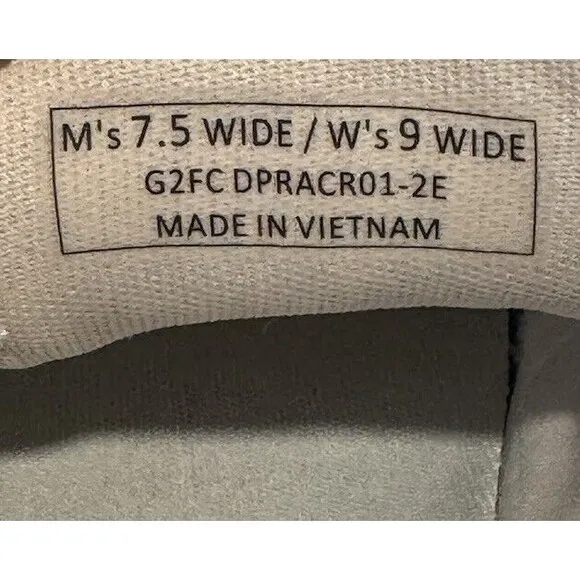 M's 7.5 WIDE / W's 9 WIDE
G2FC DPRACR01-2E
MADE IN VIETNAM